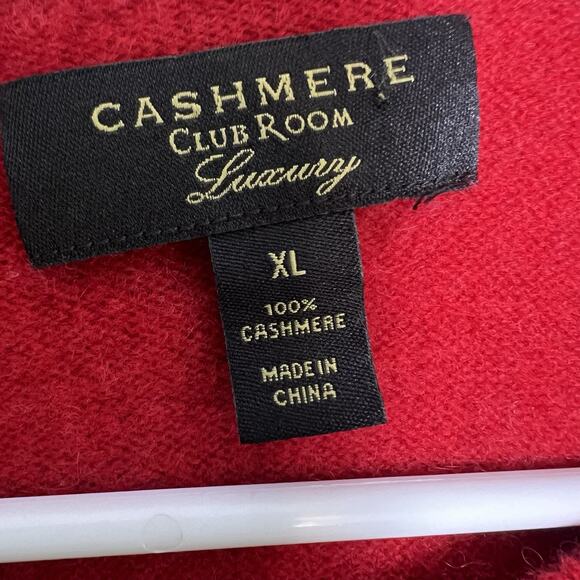 CASHMERE
CLUB ROOM
Luxury
XL
100%
CASHMERE
MADE IN
CHINA